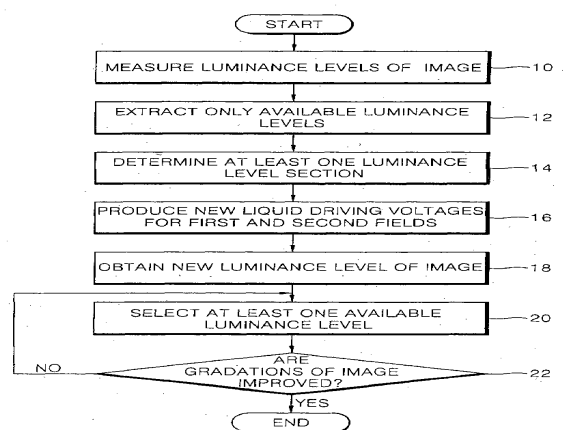 START
MEASURE LUMINANCE LEVELS OF IMAGE
10
EXTRACT ONLY AVAILABLE LUMINANCE
LEVELS
12
DETERMINE AT LEAST ONE LUMINANCE
LEVEL SECTION
14
PRODUCE NEW LIQUID DRIVING VOLTAGES
FOR FIRST AND SECOND FIELDS
16
OBTAIN NEW LUMINANCE LEVEL OF IMAGE
18
SELECT AT LEAST ONE AVAILABLE
LUMINANCE LEVEL
20
ARE
GRADATIONS OF IMAGE
IMPROVED?
22
NO
YES
END